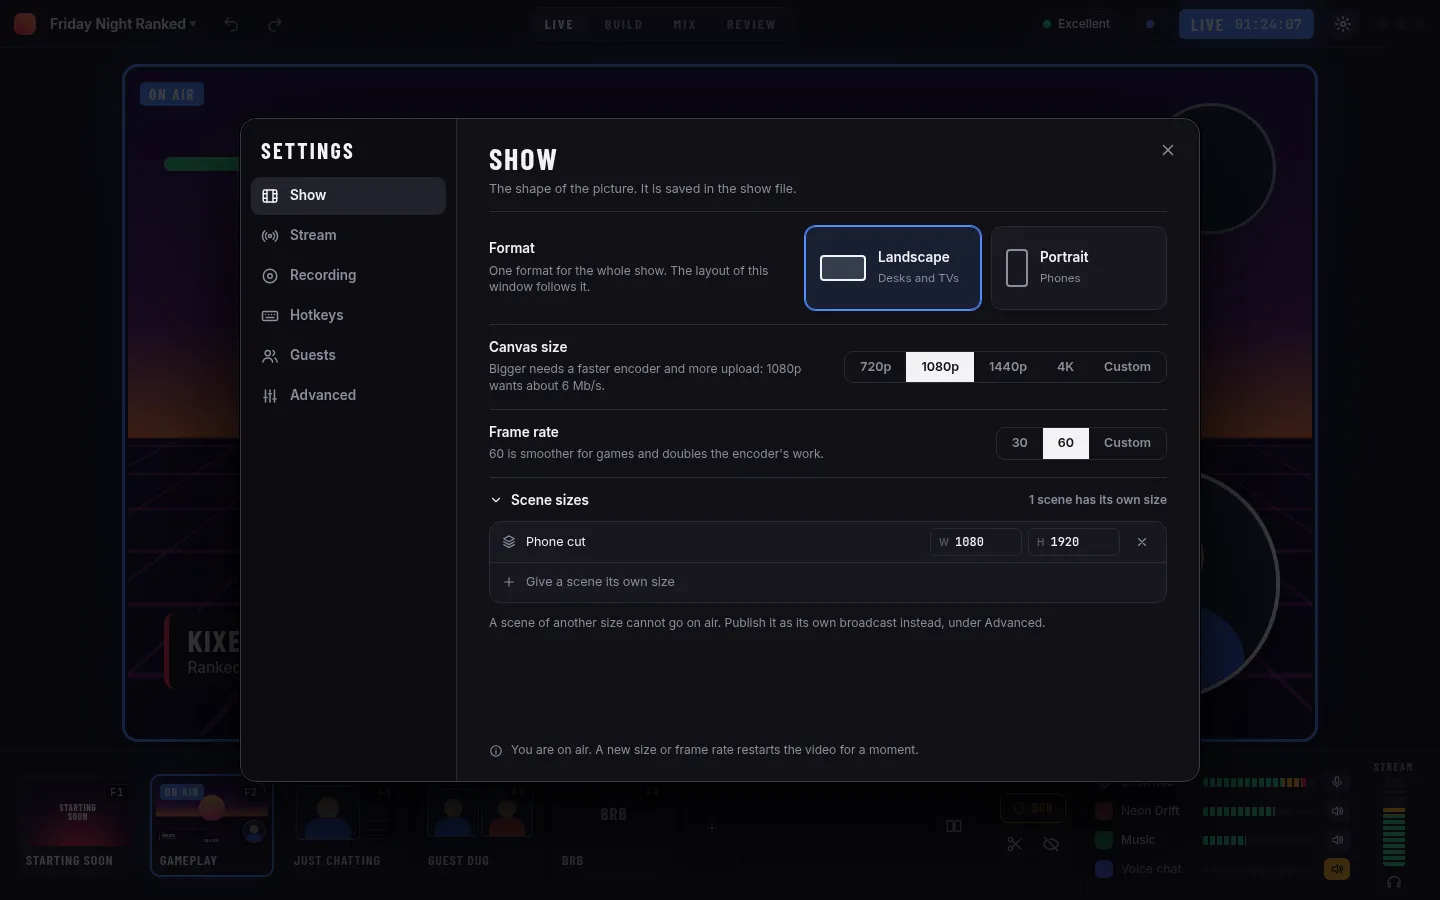 Friday Night Ranked
LIVE BUILD MIX REVIEW
Excellent
LIVE 01:24:07
ON AIR
SETTINGS
Show
Stream
Recording
Hotkeys
Guests
Advanced
SHOW
The shape of the picture. It is saved in the show file.
Format
One format for the whole show. The layout of this
window follows it.
Landscape
Desks and TVs
Portrait
Phones
Canvas size
Bigger needs a faster encoder and more upload: 1080p
wants about 6 Mb/s.
720p 1080p 1440p 4K Custom
Frame rate
60 is smoother for games and doubles the encoder's work.
30 60 Custom
Scene sizes
1 scene has its own size
Phone cut
W 1080 H 1920
Give a scene its own size
A scene of another size cannot go on air. Publish it as its own broadcast instead, under Advanced.
You are on air. A new size or frame rate restarts the video for a moment.
KIXE
Ranked
STARTING
SOON
F1
STARTING SOON
ON AIR
F2
GAMEPLAY
JUST CHATTING
GUEST DUO
BRB
F5
BRB
BRB
Neon Drift
Music
Voice chat
STREAM